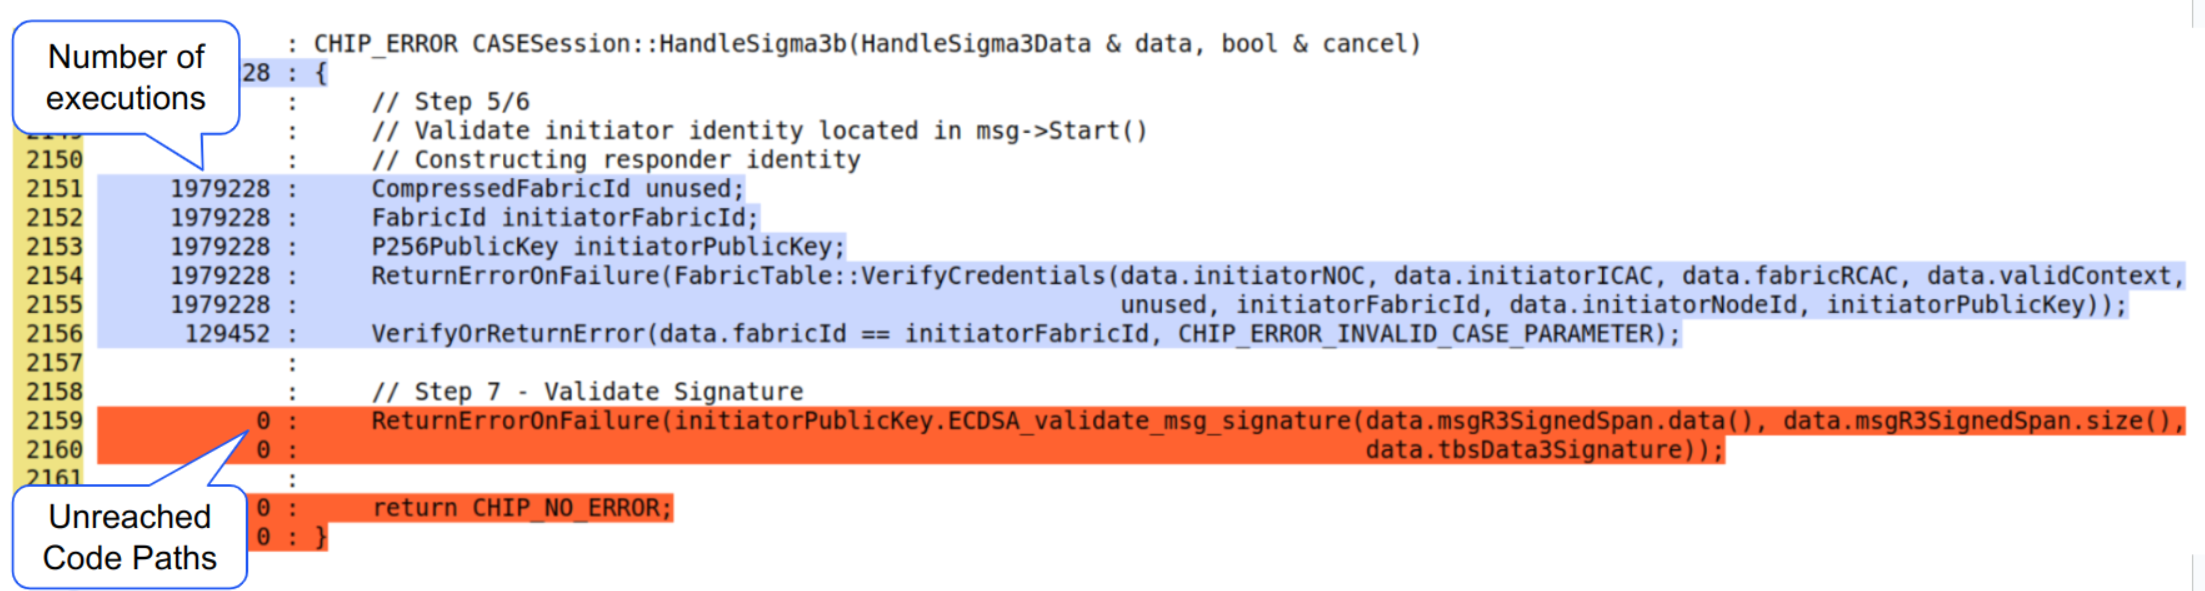 Number of
executions
: CHIP_ERROR CASESession::HandleSigma3b(HandleSigma3Data & data, bool & cancel)
28 : {
: // Step 5/6
2149 : // Validate initiator identity located in msg->Start()
2150 : // Constructing responder identity
2151 1979228 : CompressedFabricId unused;
2152 1979228 : FabricId initiatorFabricId;
2153 1979228 : P256PublicKey initiatorPublicKey;
2154 1979228 : ReturnErrorOnFailure(FabricTable::VerifyCredentials(data.initiatorNOC, data.initiatorICAC, data.fabricRCAC, data.validContext,
2155 1979228 : unused, initiatorFabricId, data.initiatorNodeId, initiatorPublicKey));
2156 129452 : VerifyOrReturnError(data.fabricId == initiatorFabricId, CHIP_ERROR_INVALID_CASE_PARAMETER);
2157 :
2158 : // Step 7 - Validate Signature
2159 0 : ReturnErrorOnFailure(initiatorPublicKey.ECDSA_validate_msg_signature(data.msgR3SignedSpan.data(), data.msgR3SignedSpan.size(),
2160 0 : data.tbsData3Signature));
2161 :
0 : return CHIP_NO_ERROR;
0 : }
Unreached
Code Paths